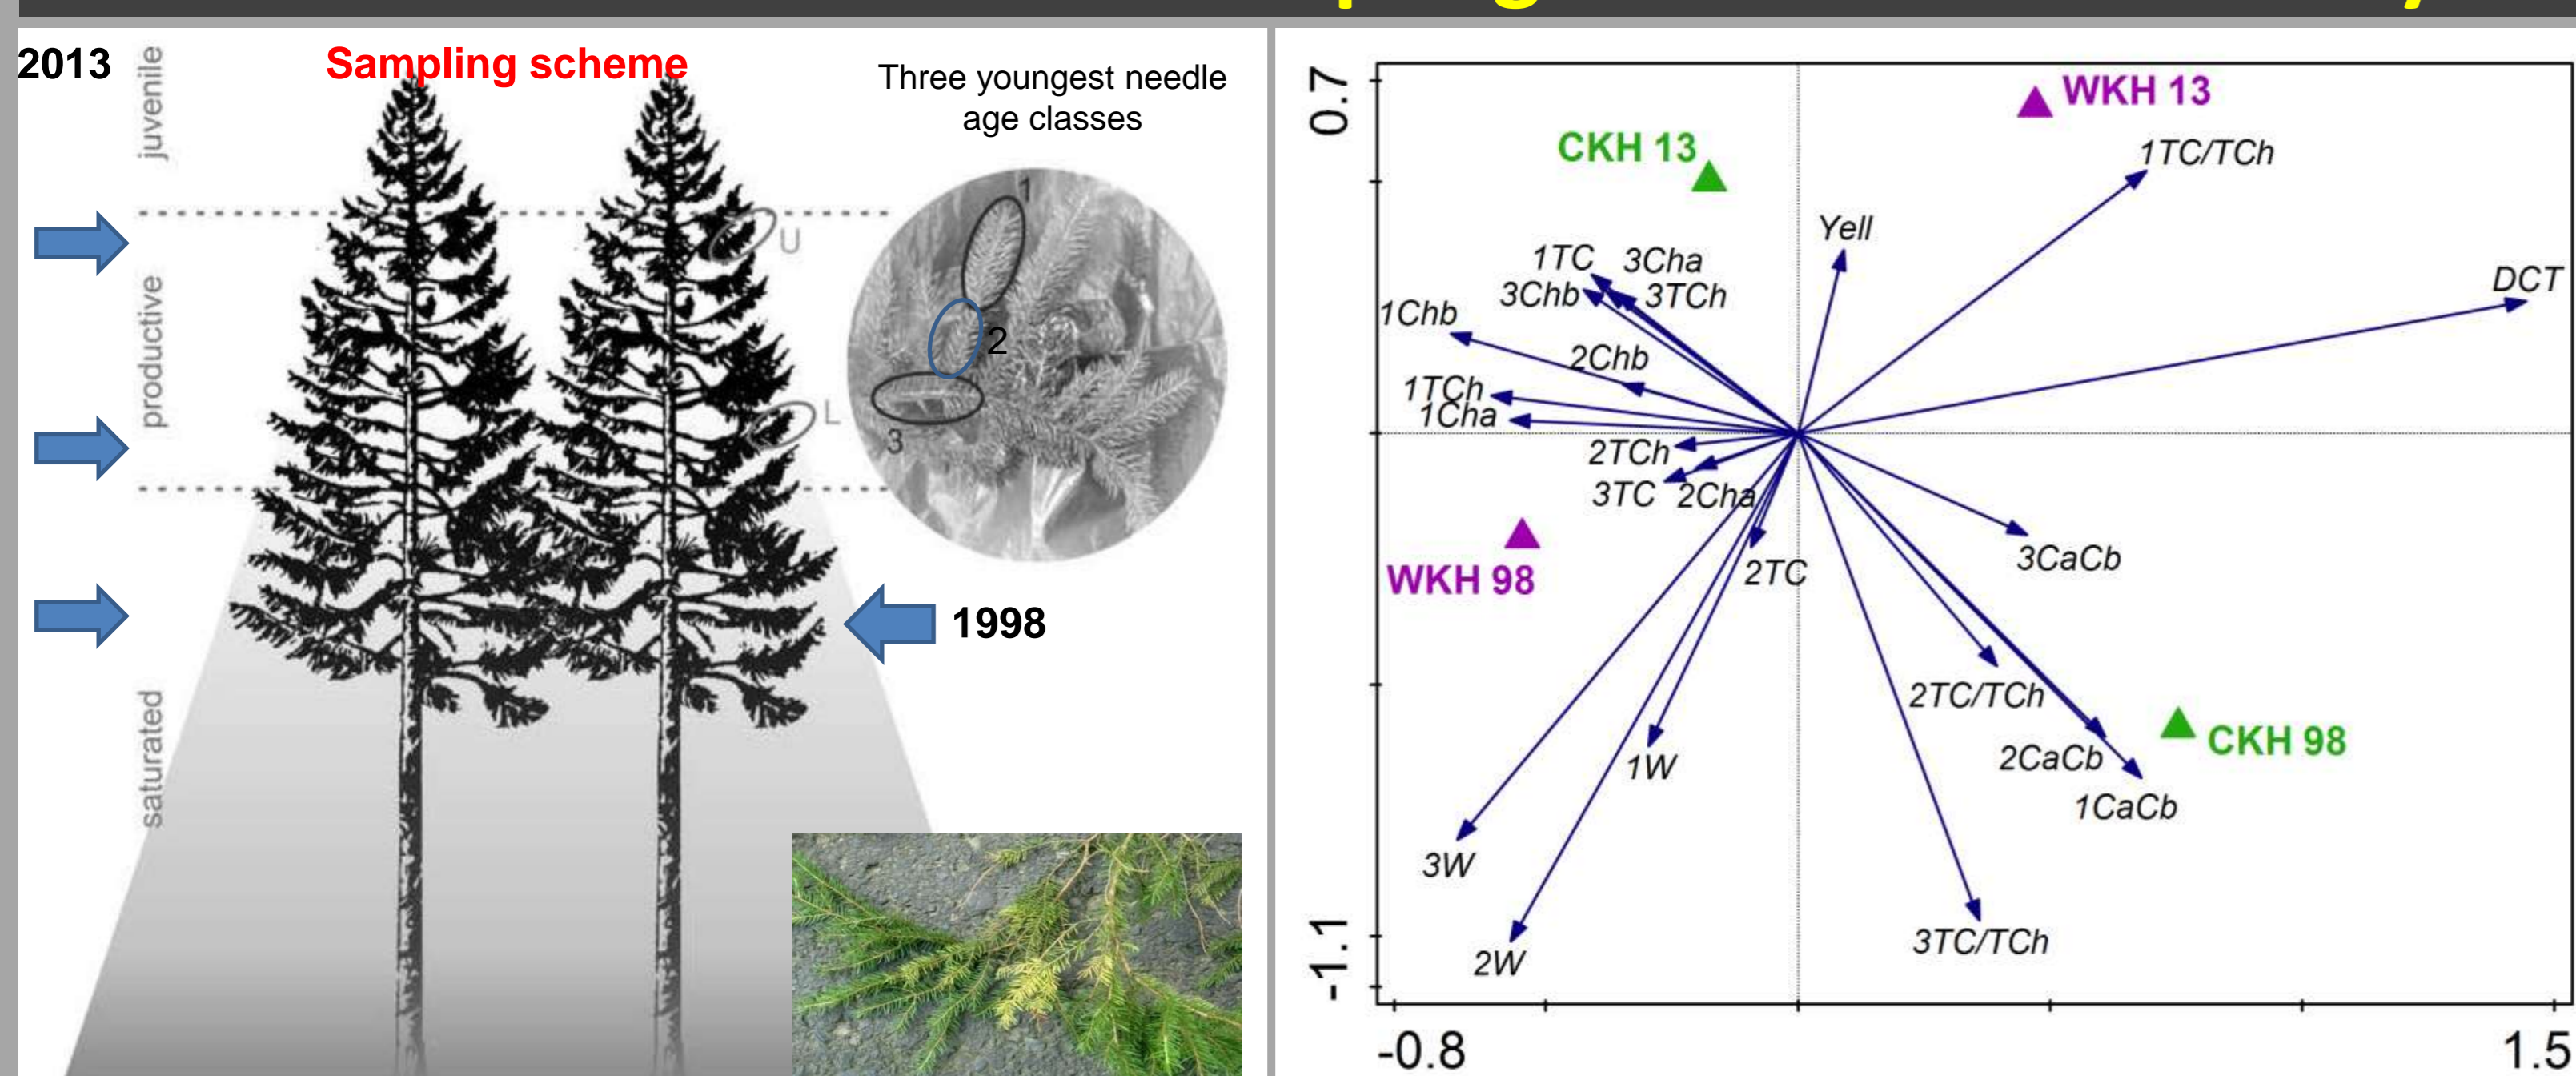 2013
Sampling scheme
Three youngest needle
age classes
juvenile
productive
saturated
U
L
1
2
3
1998
0.7
-1.1
-0.8
1.5
WKH 13
CKH 13
1TC/TCh
Yell
DCT
1TC
3Cha
3Chb
3TCh
1Chb
2Chb
1TCh
1Cha
2TCh
3TC
2Cha
WKH 98
2TC
3CaCb
2TC/TCh
CKH 98
2CaCb
1CaCb
1W
3W
2W
3TC/TCh